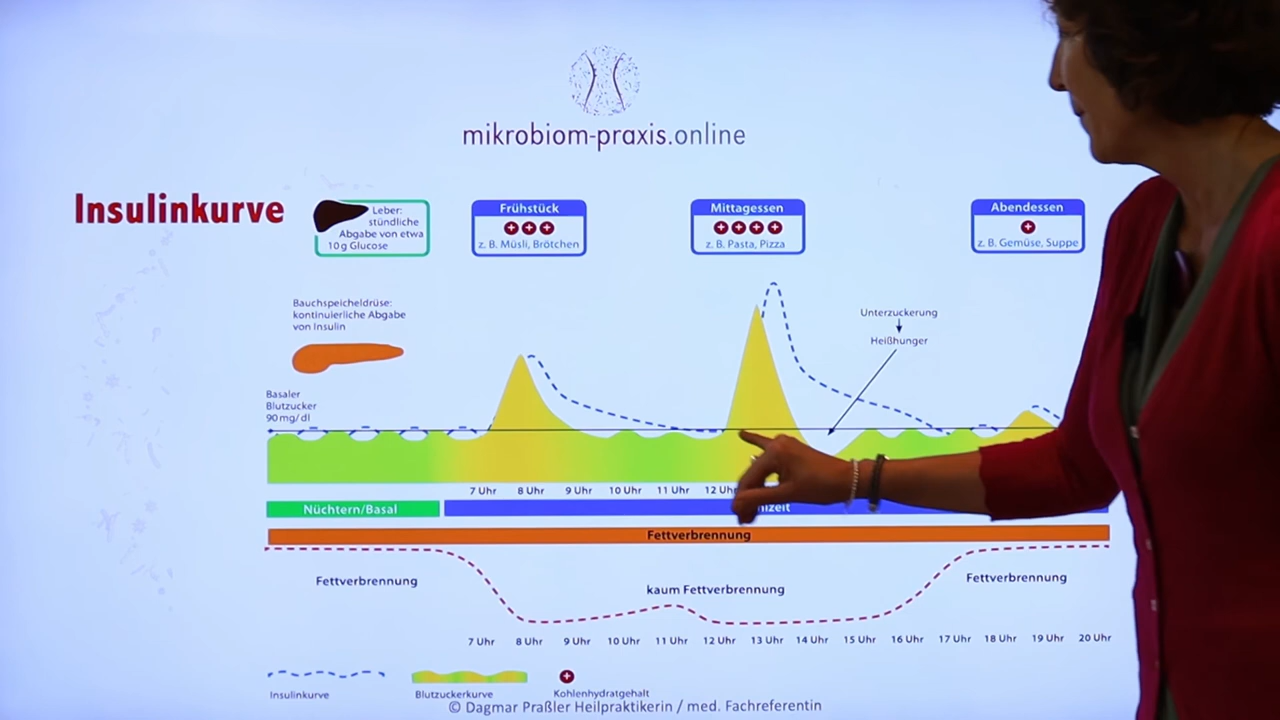 mikrobiom-praxis.online
Insulinkurve
Leber:
stündliche
Abgabe von etwa
10g Glucose
Frühstück
z. B. Müsli, Brötchen
Mittagessen
z. B. Pasta, Pizza
Abendessen
z. B. Gemüse, Suppe
Bauchspeicheldrüse:
kontinuierliche Abgabe
von Insulin
Unterzuckerung
Heißhunger
Basaler
Blutzucker
90mg/dl
7 Uhr 8 Uhr 9 Uhr 10 Uhr 11 Uhr 12 Uhr
Nüchtern/Basal
Fettverbrennung
Fettverbrennung
kaum Fettverbrennung
Fettverbrennung
7 Uhr 8 Uhr 9 Uhr 10 Uhr 11 Uhr 12 Uhr 13 Uhr 14 Uhr 15 Uhr 16 Uhr 17 Uhr 18 Uhr 19 Uhr 20 Uhr
Insulinkurve
Blutzuckerkurve
Kohlenhydratgehalt
© Dagmar Praßler Heilpraktikerin / med. Fachreferentin